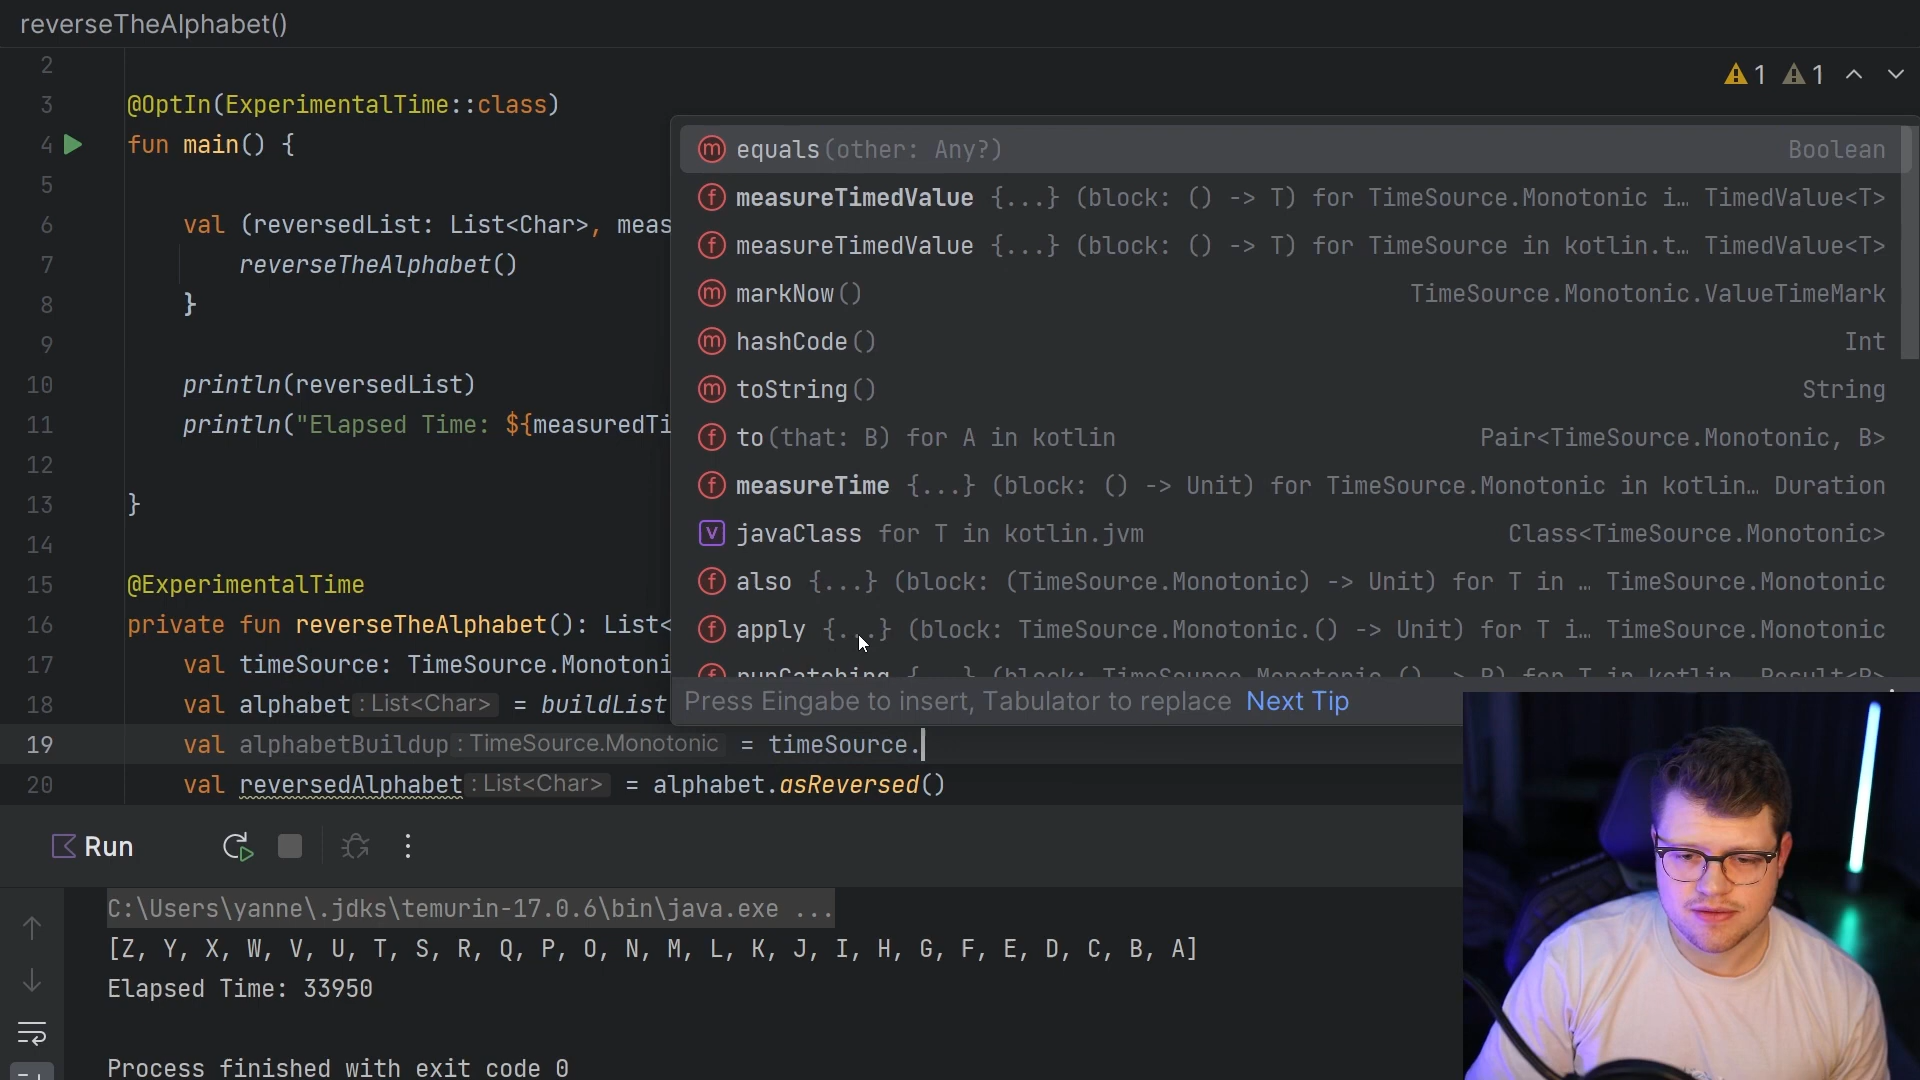 reverseTheAlphabet()
2
3 @OptIn(ExperimentalTime::class)
4 fun main() {
5
6 val (reversedList: List<Char>, meas
7 reverseTheAlphabet()
8 }
9
10 println(reversedList)
11 println("Elapsed Time: ${measuredTi
12
13 }
14
15 @ExperimentalTime
16 private fun reverseTheAlphabet(): List<
17 val timeSource: TimeSource.Monotoni
18 val alphabet : List<Char> = buildList
19 val alphabetBuildup : TimeSource.Monotonic = timeSource.
20 val reversedAlphabet : List<Char> = alphabet.asReversed()
1 1
equals(other: Any?) Boolean
measureTimedValue {...} (block: () -> T) for TimeSource.Monotonic i… TimedValue<T>
measureTimedValue {...} (block: () -> T) for TimeSource in kotlin.t… TimedValue<T>
markNow() TimeSource.Monotonic.ValueTimeMark
hashCode() Int
toString() String
to(that: B) for A in kotlin Pair<TimeSource.Monotonic, B>
measureTime {...} (block: () -> Unit) for TimeSource.Monotonic in kotlin… Duration
javaClass for T in kotlin.jvm Class<TimeSource.Monotonic>
also {...} (block: (TimeSource.Monotonic) -> Unit) for T in … TimeSource.Monotonic
apply {...} (block: TimeSource.Monotonic.() -> Unit) for T i… TimeSource.Monotonic
runCatching {...} (block: TimeSource.Monotonic.() -> R) for T in kotlin Result<R>
Press Eingabe to insert, Tabulator to replace Next Tip
Run
C:\Users\yanne\.jdks\temurin-17.0.6\bin\java.exe ...
[Z, Y, X, W, V, U, T, S, R, Q, P, O, N, M, L, K, J, I, H, G, F, E, D, C, B, A]
Elapsed Time: 33950
Process finished with exit code 0